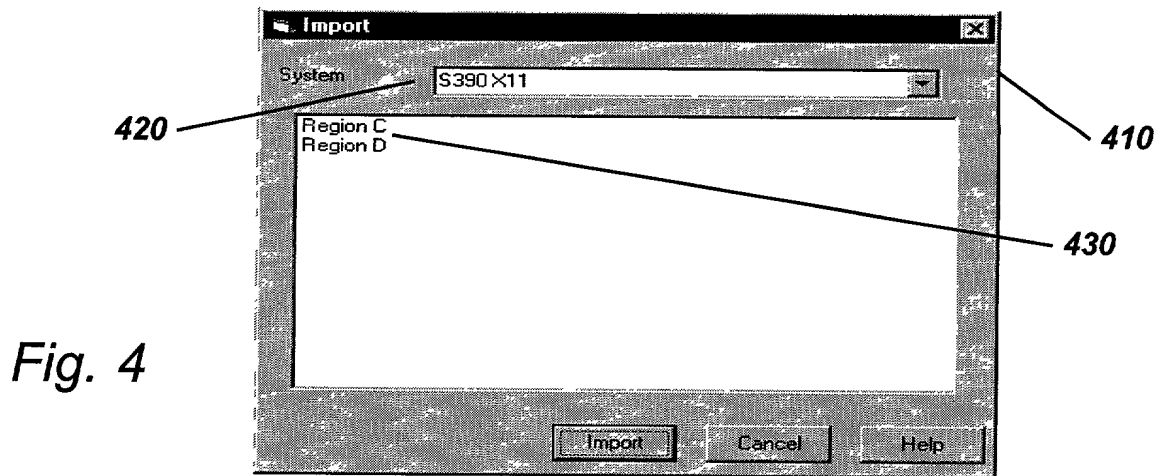 Import
System
S390 X11
420
410
Region C
Region D
430
Fig. 4
Import
Cancel
Help